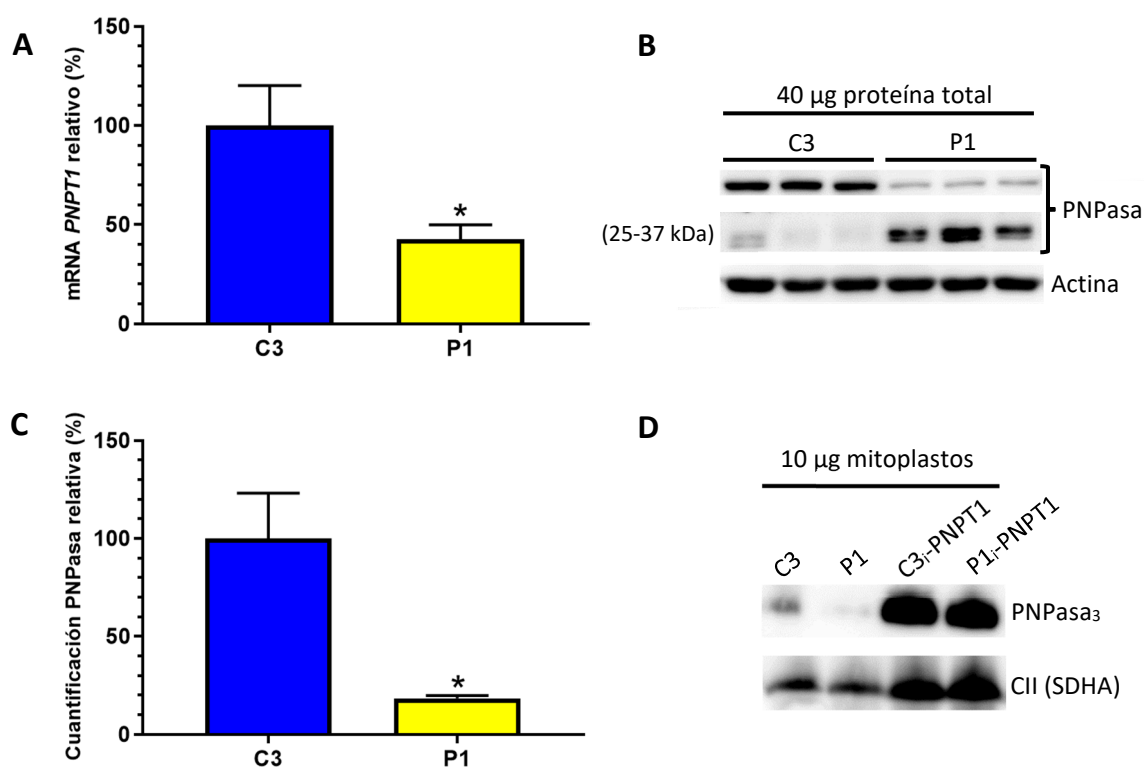 A
mRNA PNPT1 relativo (%)
150
100
50
0
*
C3
P1
B
40 µg proteína total
C3
P1
PNPasa
(25-37 kDa)
Actina
C
Cuantificación PNPasa relativa (%)
150
100
50
0
*
C3
P1
D
10 µg mitoplastos
C3
P1
C3i-PNPT1
P1i-PNPT1
PNPasa3
CII (SDHA)